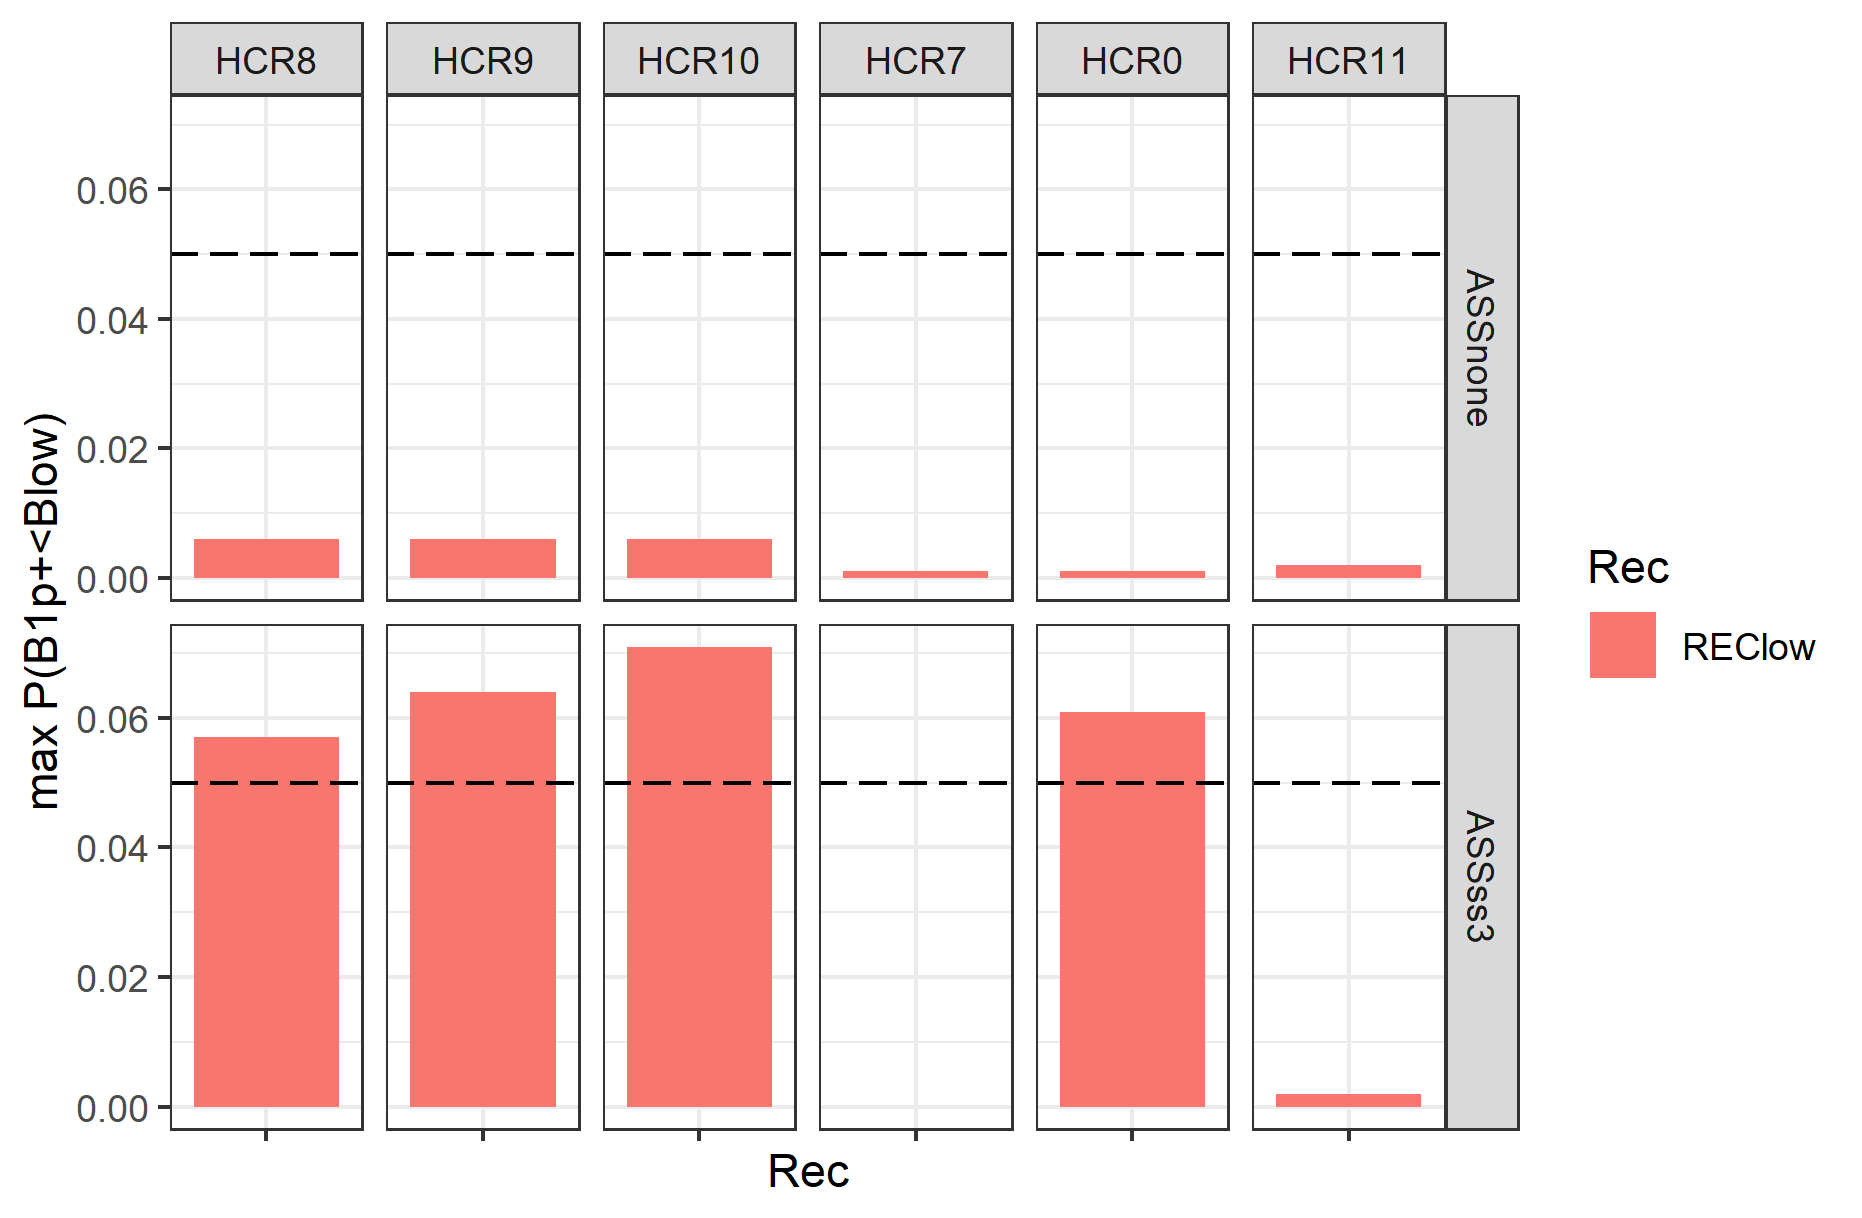 HCR8 HCR9 HCR10 HCR7 HCR0 HCR11
0.06
0.04
0.02
0.00
ASSnone
max P(B1p+<Blow)
0.06
0.04
0.02
0.00
ASSss3
Rec
Rec
REClow